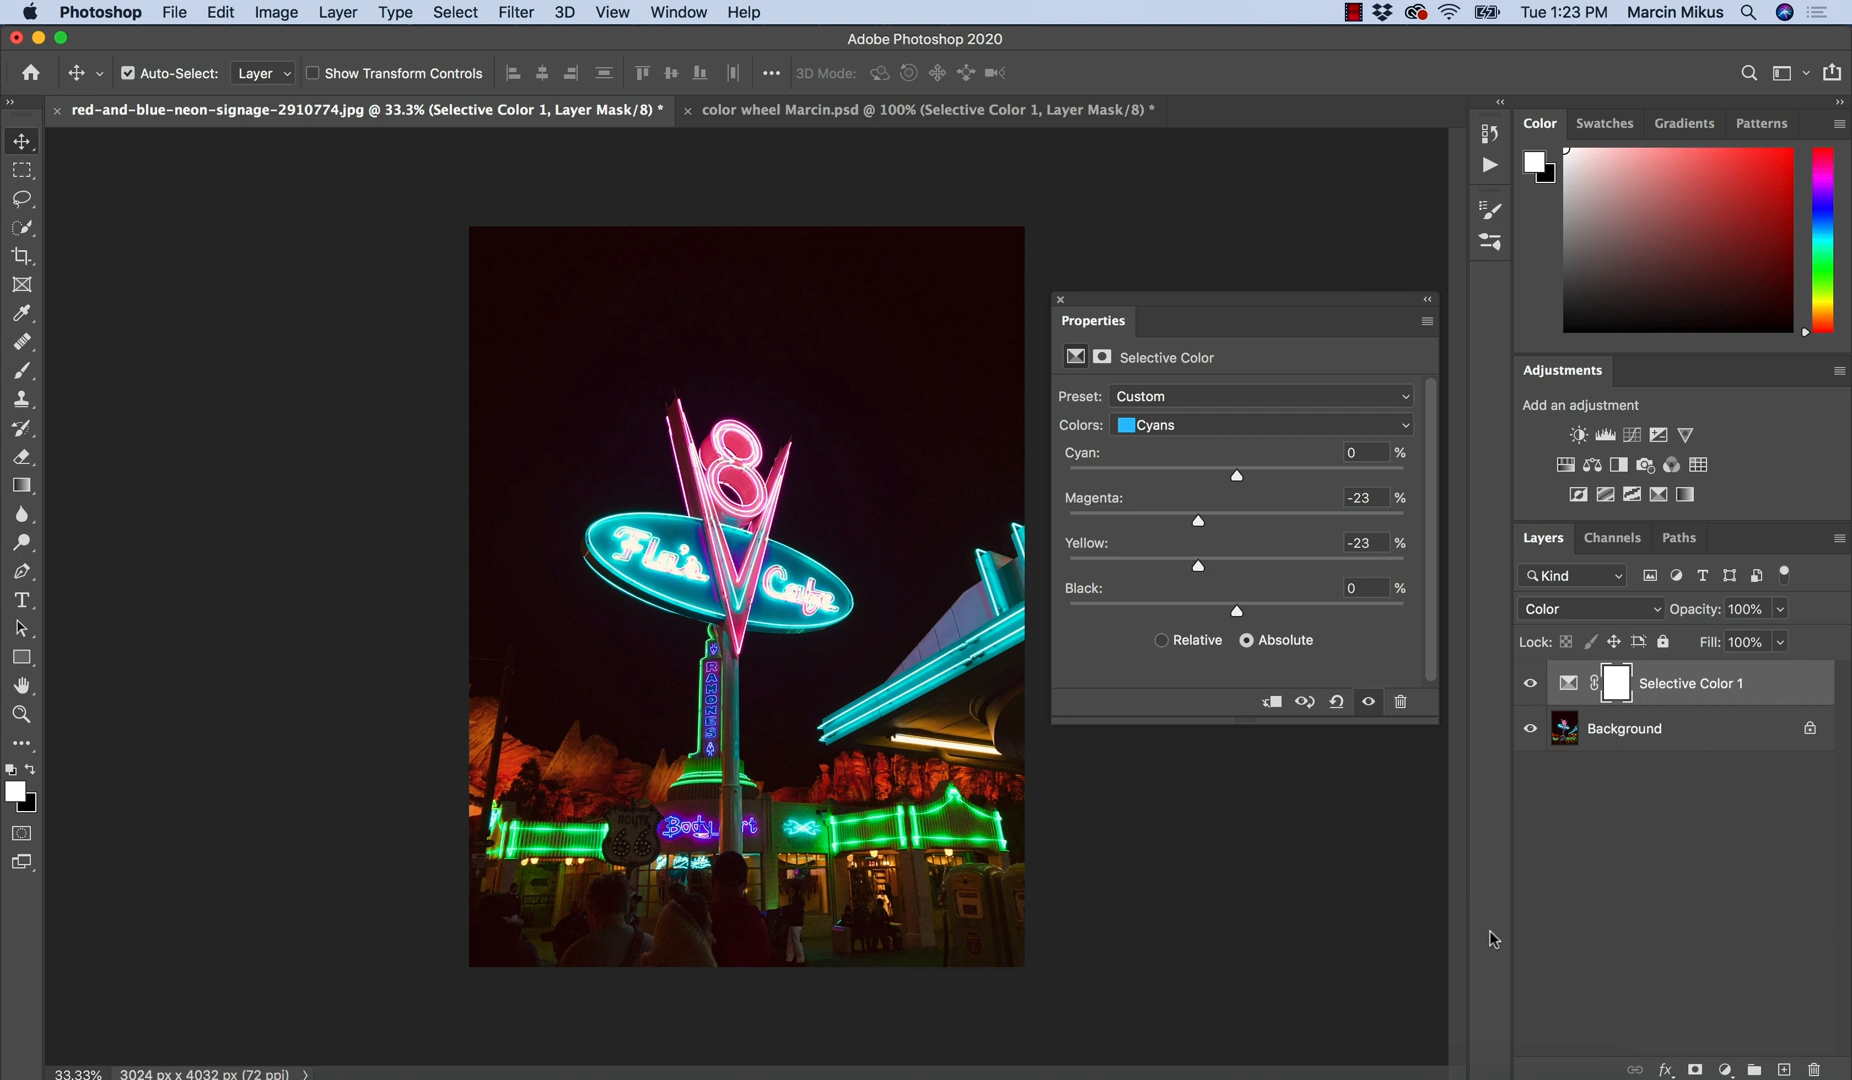 Photoshop File Edit Image Layer Type Select Filter 3D View Window Help Tue 1:23 PM Marcin Mikus
Adobe Photoshop 2020
Auto-Select: Layer Show Transform Controls 3D Mode:
red-and-blue-neon-signage-2910774.jpg @ 33.3% (Selective Color 1, Layer Mask/8) * color wheel Marcin.psd @ 100% (Selective Color 1, Layer Mask/8) *
Color Swatches Gradients Patterns
Properties
Selective Color
Preset: Custom
Colors: Cyans
Cyan: 0 %
Magenta: -23 %
Yellow: -23 %
Black: 0 %
Relative Absolute
Adjustments
Add an adjustment
Layers Channels Paths
Kind
Color Opacity: 100%
Lock: Fill: 100%
Selective Color 1
Background
8
Flo's
V
Cafe
RAMONES
ROUTE
66
33.33% 3024 px x 4032 px (72 ppi)